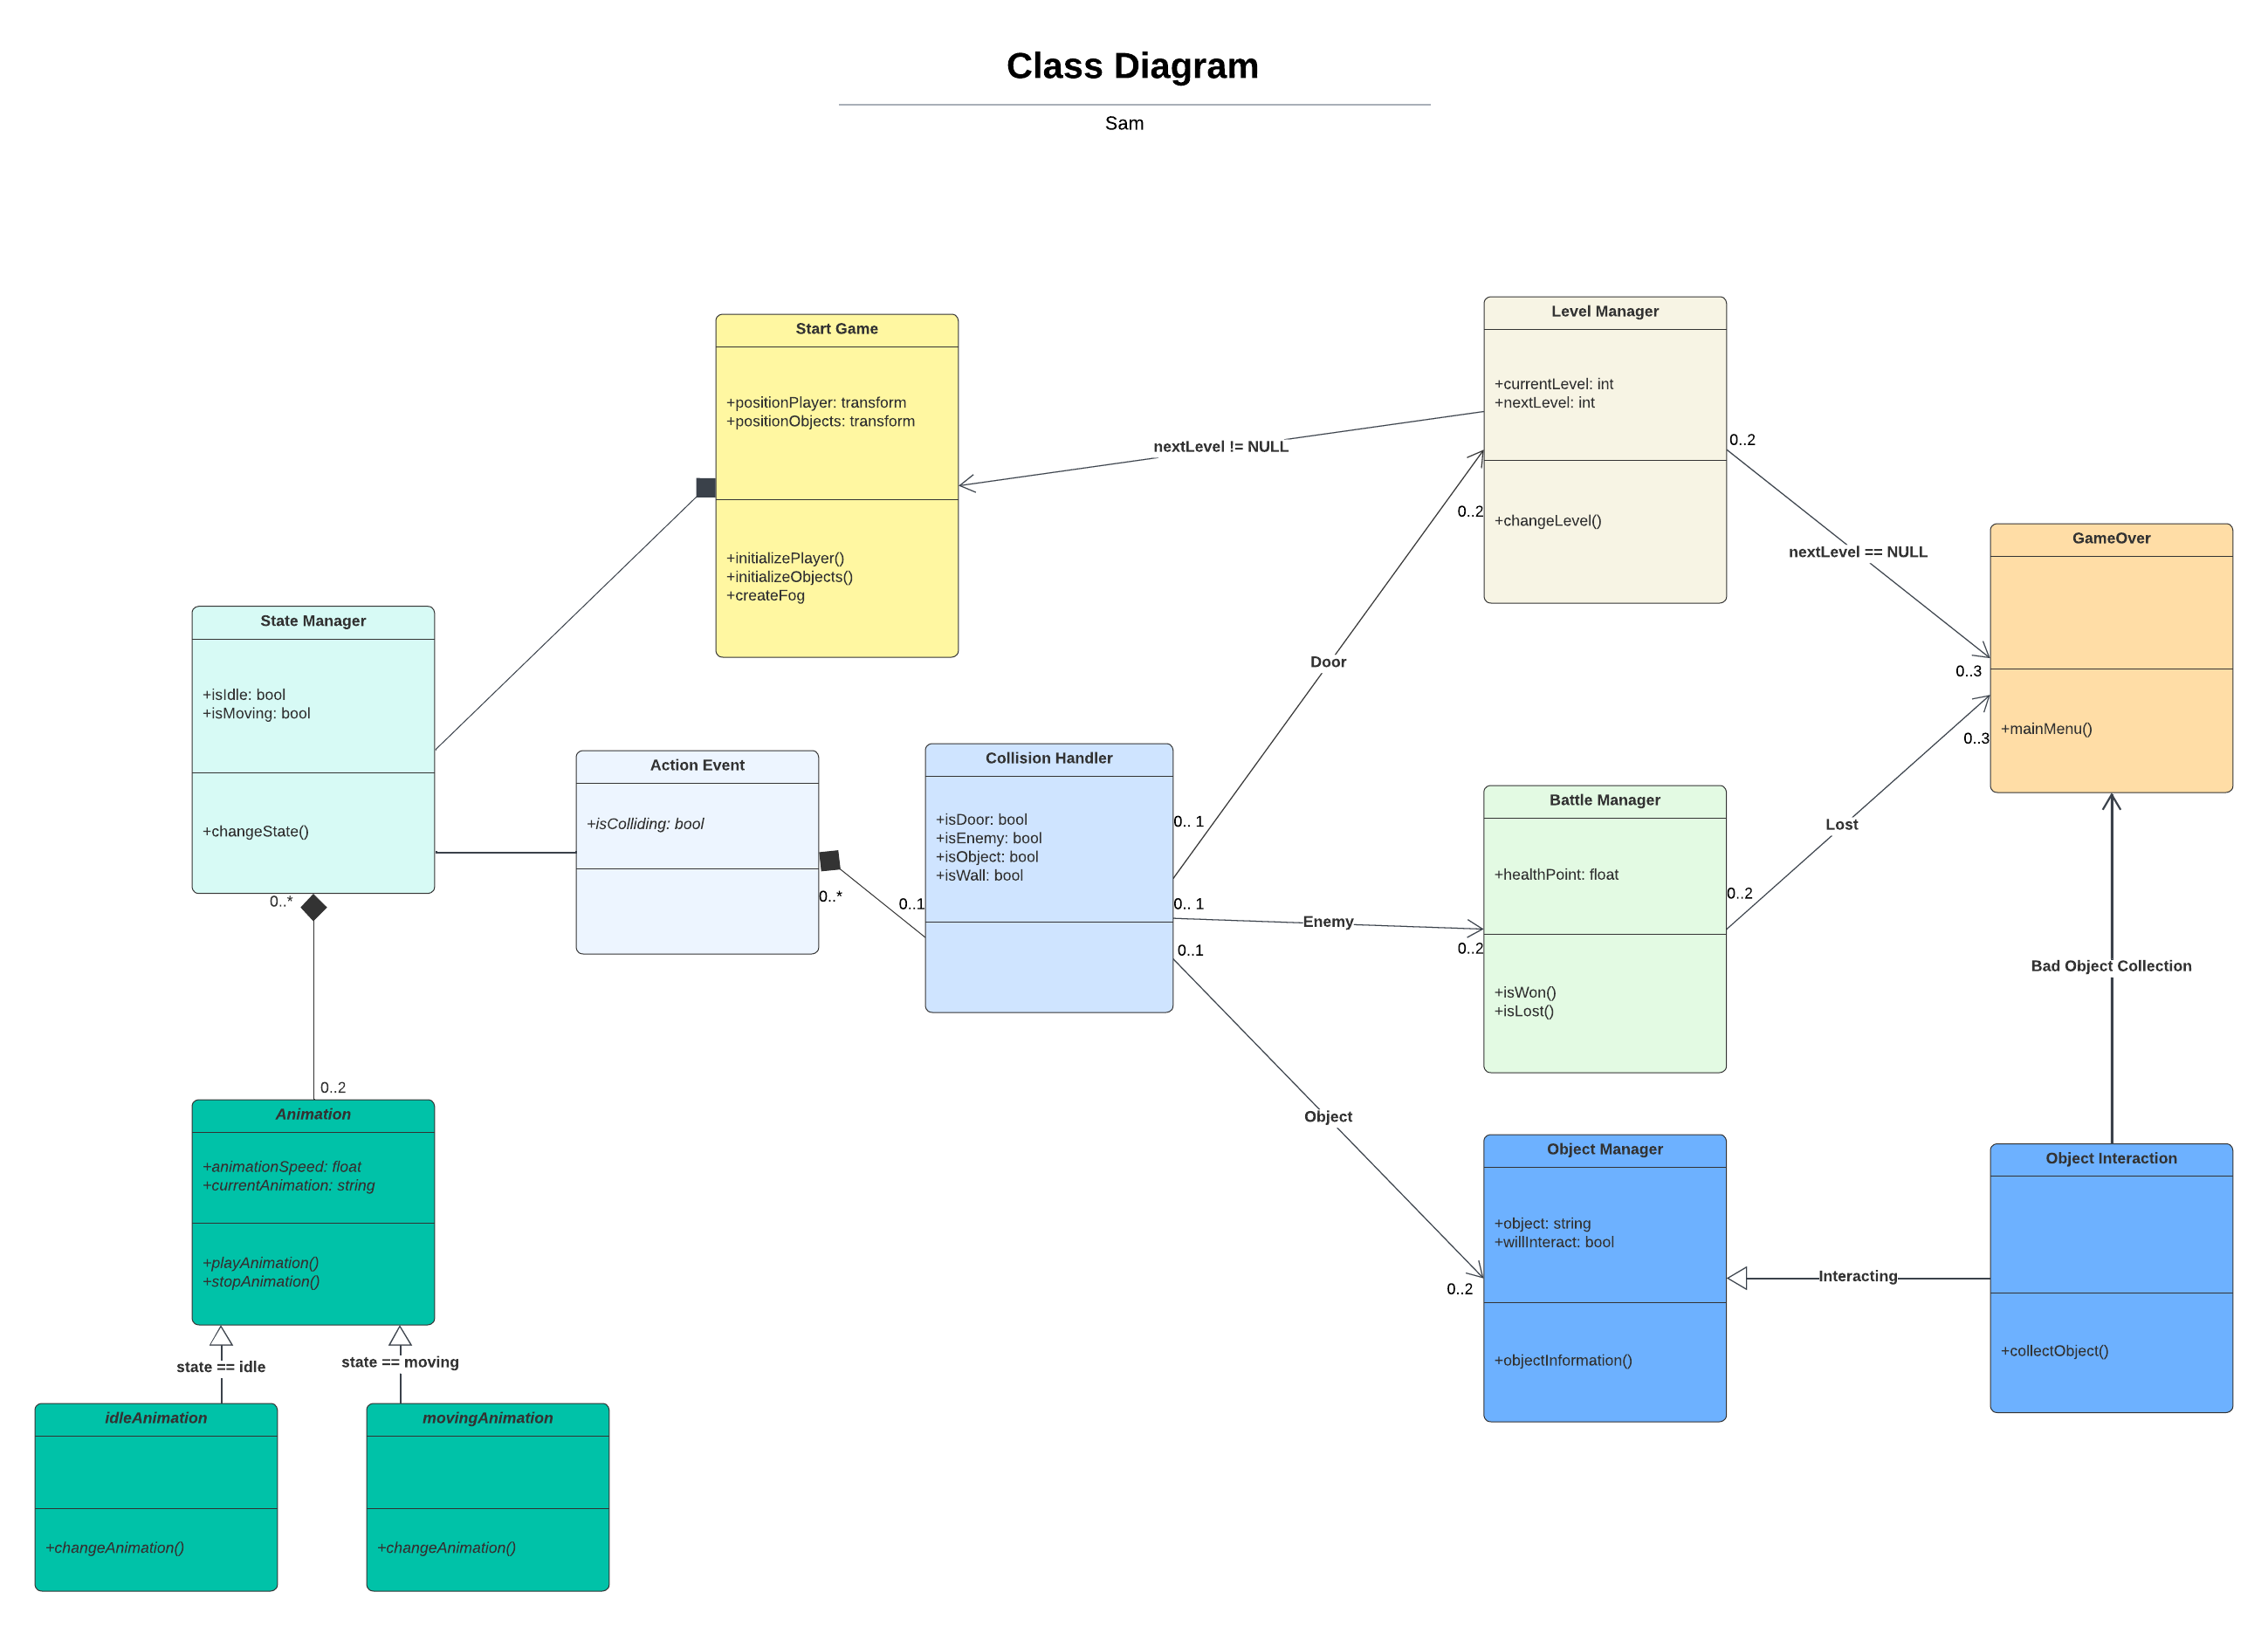 Class Diagram
Sam
Start Game
+positionPlayer: transform
+positionObjects: transform
+initializePlayer()
+initializeObjects()
+createFog
nextLevel != NULL
Level Manager
+currentLevel: int
+nextLevel: int
+changeLevel()
0..2
0..2
nextLevel == NULL
GameOver
+mainMenu()
0..3
0..3
State Manager
+isIdle: bool
+isMoving: bool
+changeState()
0..*
Action Event
+isColliding: bool
0..*
0..1
Collision Handler
+isDoor: bool
+isEnemy: bool
+isObject: bool
+isWall: bool
Door
0.. 1
0.. 1
0..1
Enemy
0..2
Battle Manager
+healthPoint: float
+isWon()
+isLost()
0..2
Lost
Bad Object Collection
Object
0..2
Object Manager
+object: string
+willInteract: bool
+objectInformation()
Interacting
Object Interaction
+collectObject()
0..2
Animation
+animationSpeed: float
+currentAnimation: string
+playAnimation()
+stopAnimation()
state == idle
state == moving
idleAnimation
+changeAnimation()
movingAnimation
+changeAnimation()